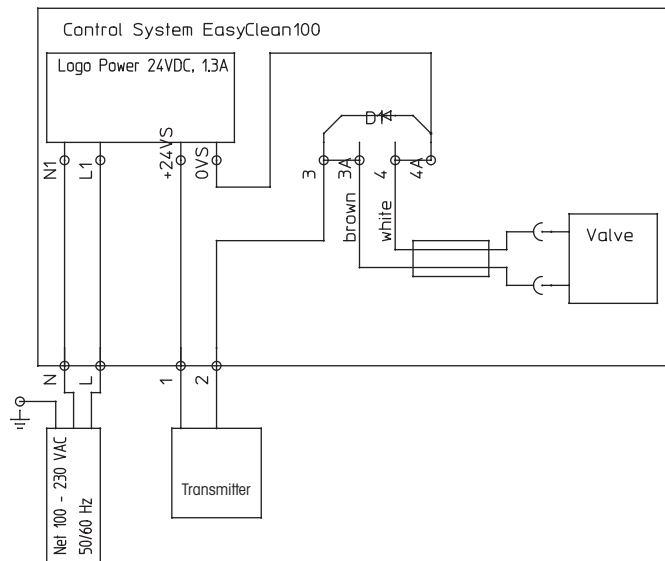 Control System EasyClean100
Logo Power 24VDC, 1.3A
D1
N1
L1
+24VS
0VS
3
3A
4
4A
brown
white
Valve
N
L
1
2
Net 100 - 230 VAC
50/60 Hz
Transmitter